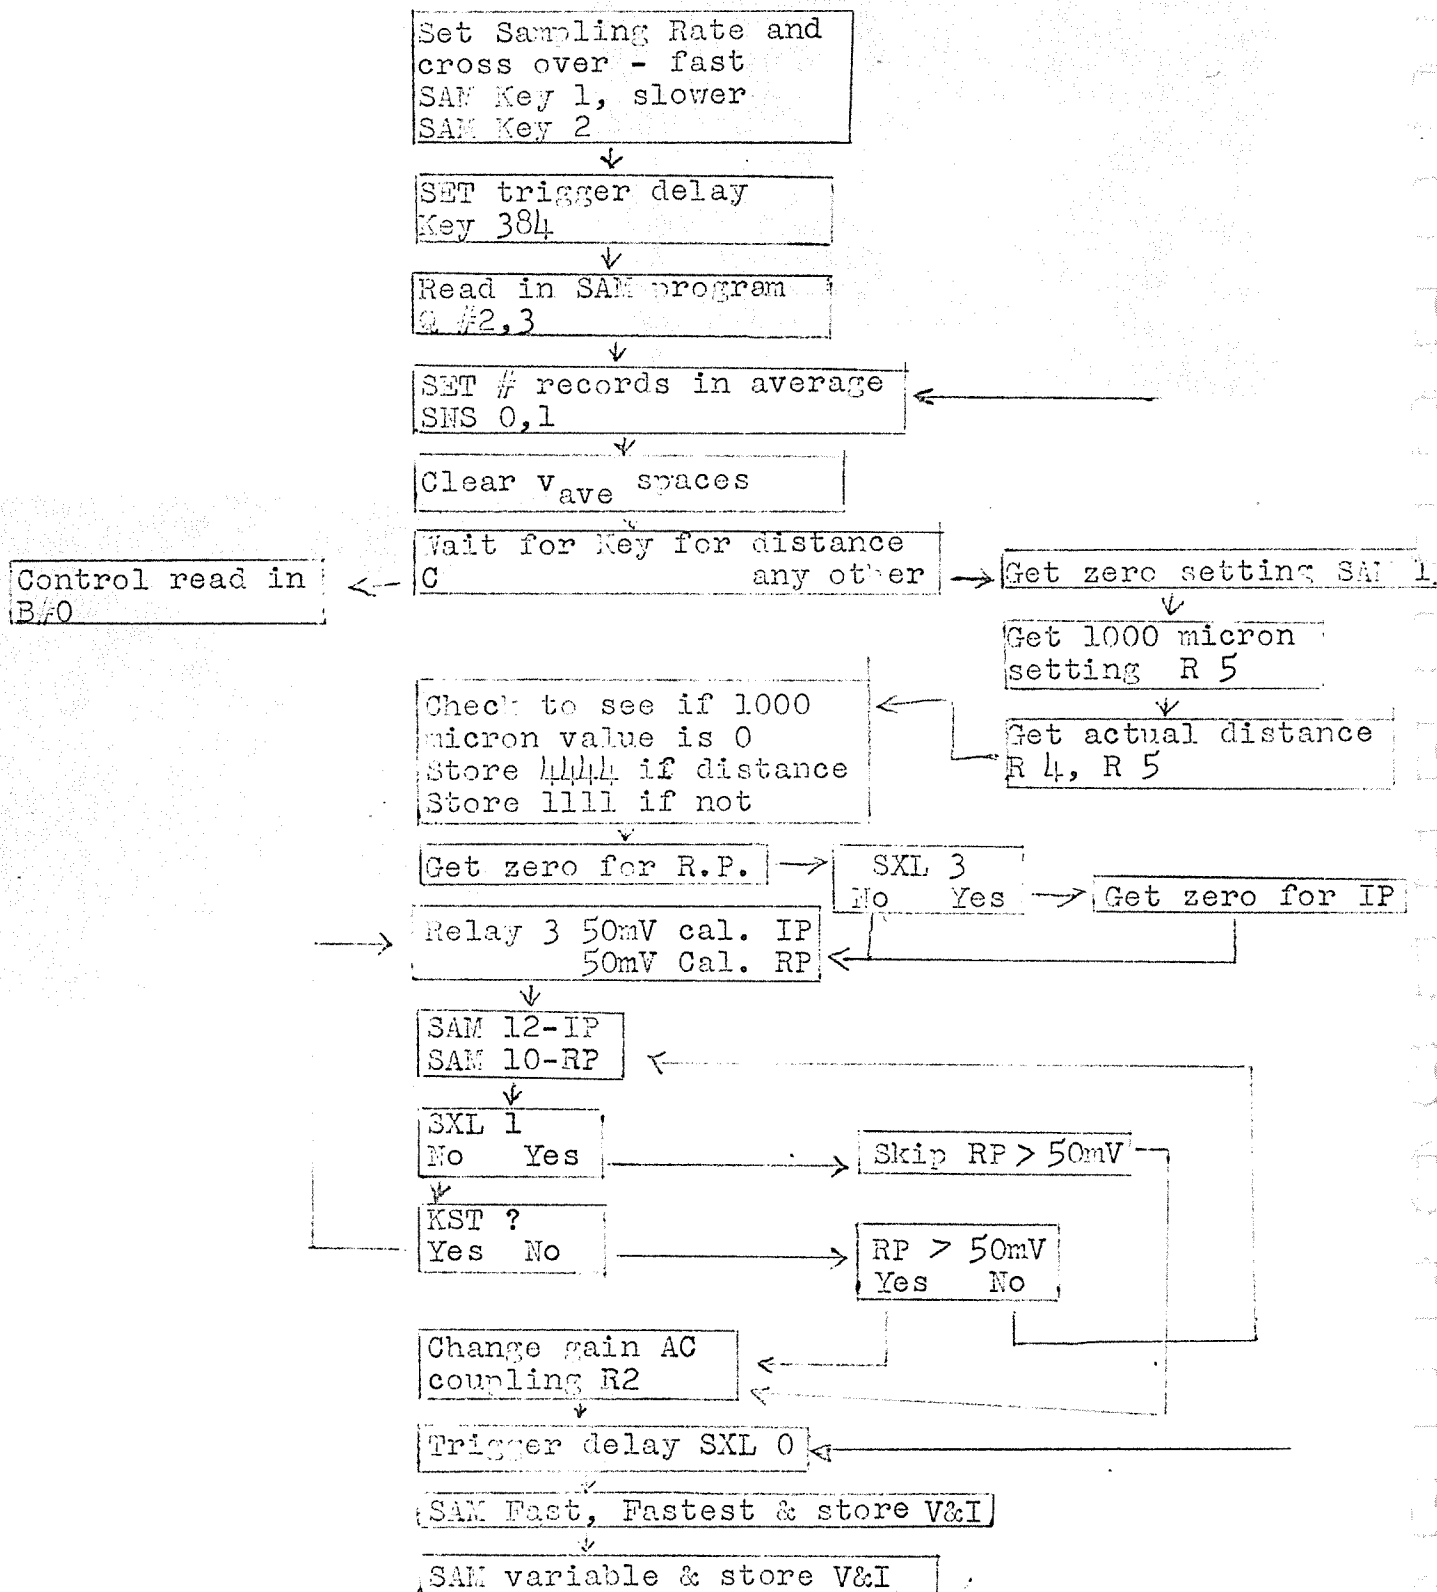 Set Sampling Rate and
cross over - fast
SAM Key 1, slower
SAM Key 2
SET trigger delay
Key 384
Read in SAM program
Q #2,3
SET # records in average
SNS 0,1
Clear vave spaces
Wait for Key for distance
C any other
Control read in
B#0
Get zero setting SAM 1,
Get 1000 micron
setting R 5
Get actual distance
R 4, R 5
Check to see if 1000
micron value is 0
Store 4444 if distance
Store 1111 if not
Get zero for R.P.
SXL 3
No Yes
Get zero for IP
Relay 3 50mV cal. IP
50mV Cal. RP
SAM 12-IP
SAM 10-RP
SXL 1
No Yes
Skip RP > 50mV
KST ?
Yes No
RP > 50mV
Yes No
Change gain AC
coupling R2
Trigger delay SXL 0
SAM Fast, Fastest & store V&I
SAM variable & store V&I